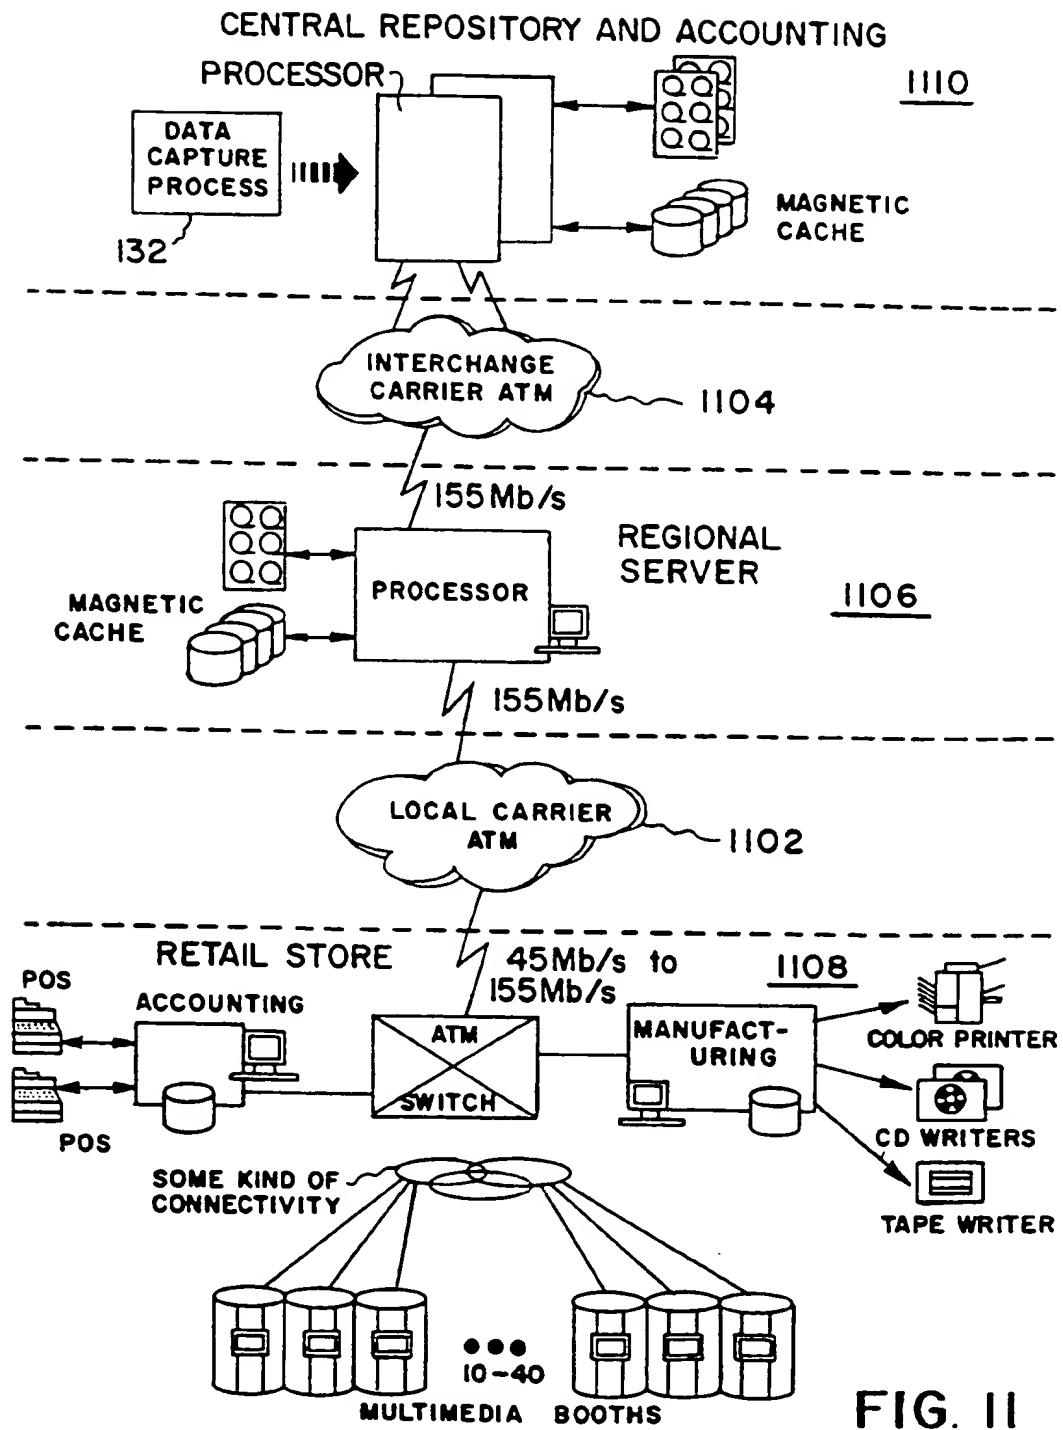 CENTRAL REPOSITORY AND ACCOUNTING
PROCESSOR
1110
DATA
CAPTURE
PROCESS
132
MAGNETIC
CACHE
INTERCHANGE
CARRIER ATM
1104
155Mb/s
REGIONAL
SERVER
1106
PROCESSOR
MAGNETIC
CACHE
155Mb/s
LOCAL CARRIER
ATM
1102
RETAIL STORE
45Mb/s to
155Mb/s
1108
POS
ACCOUNTING
ATM
SWITCH
MANUFACT-
URING
COLOR PRINTER
CD WRITERS
POS
TAPE WRITER
SOME KIND OF
CONNECTIVITY
10-40
MULTIMEDIA BOOTHS
FIG. 11